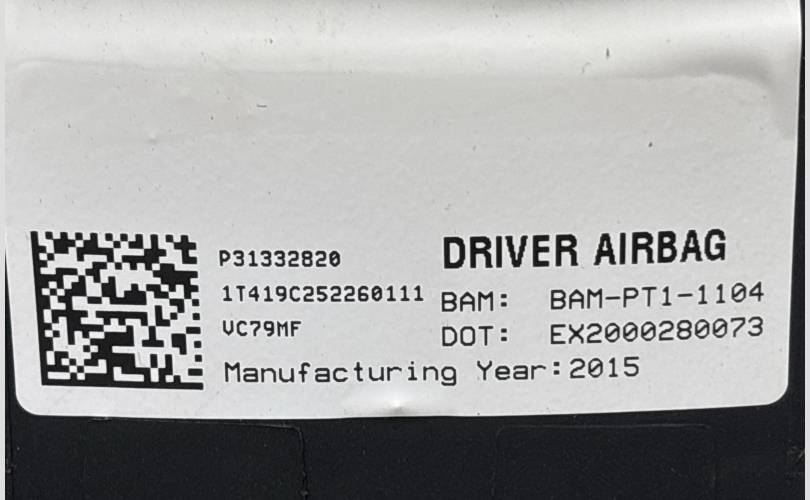 P31332820
1T419C252260111
VC79MF
DRIVER AIRBAG
BAM: BAM-PT1-1104
DOT: EX2000280073
Manufacturing Year:2015